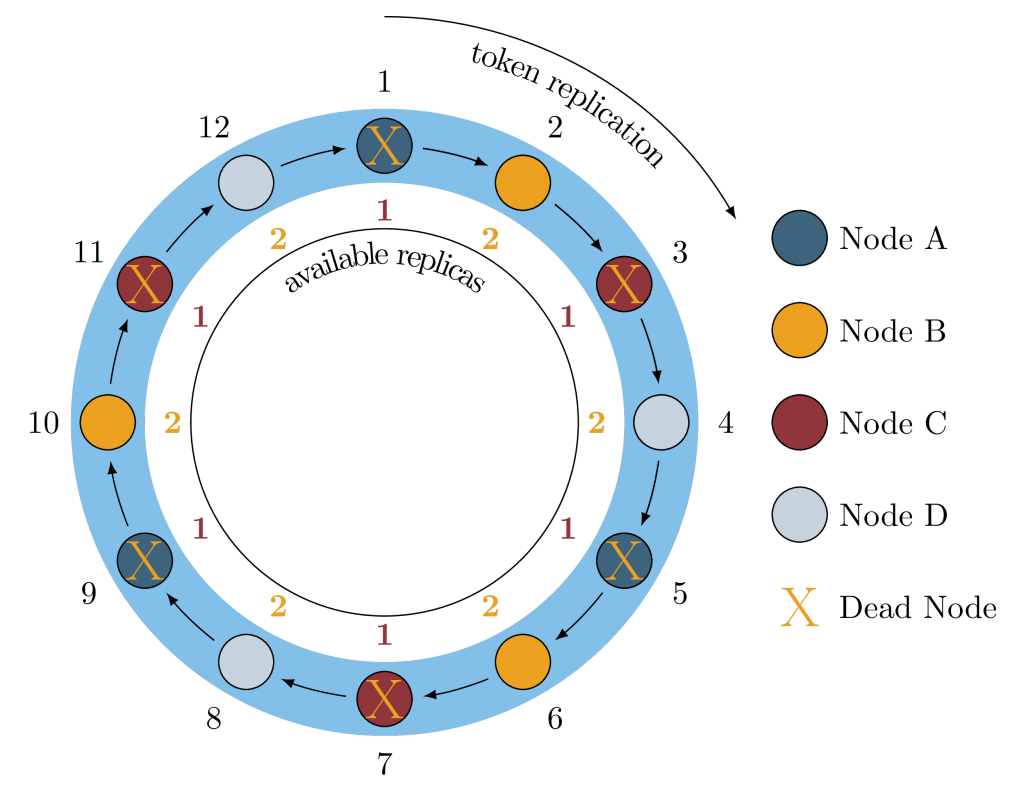 token replication
1
2
3
4
5
6
7
8
9
10
11
12
X
X
X
X
X
X
available replicas
1
2
1
2
1
2
1
2
1
2
1
2
Node A
Node B
Node C
Node D
X Dead Node